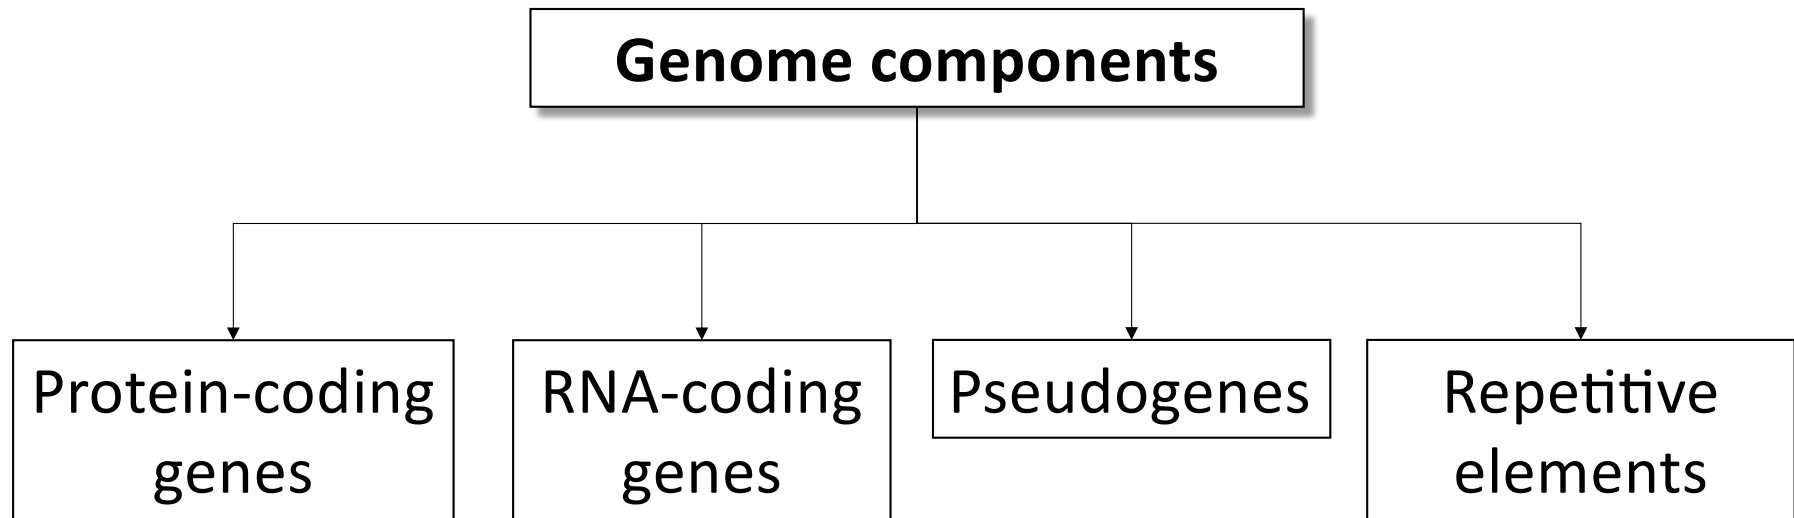 Genome components
Protein-coding
genes
RNA-coding
genes
Pseudogenes
Repetitive
elements